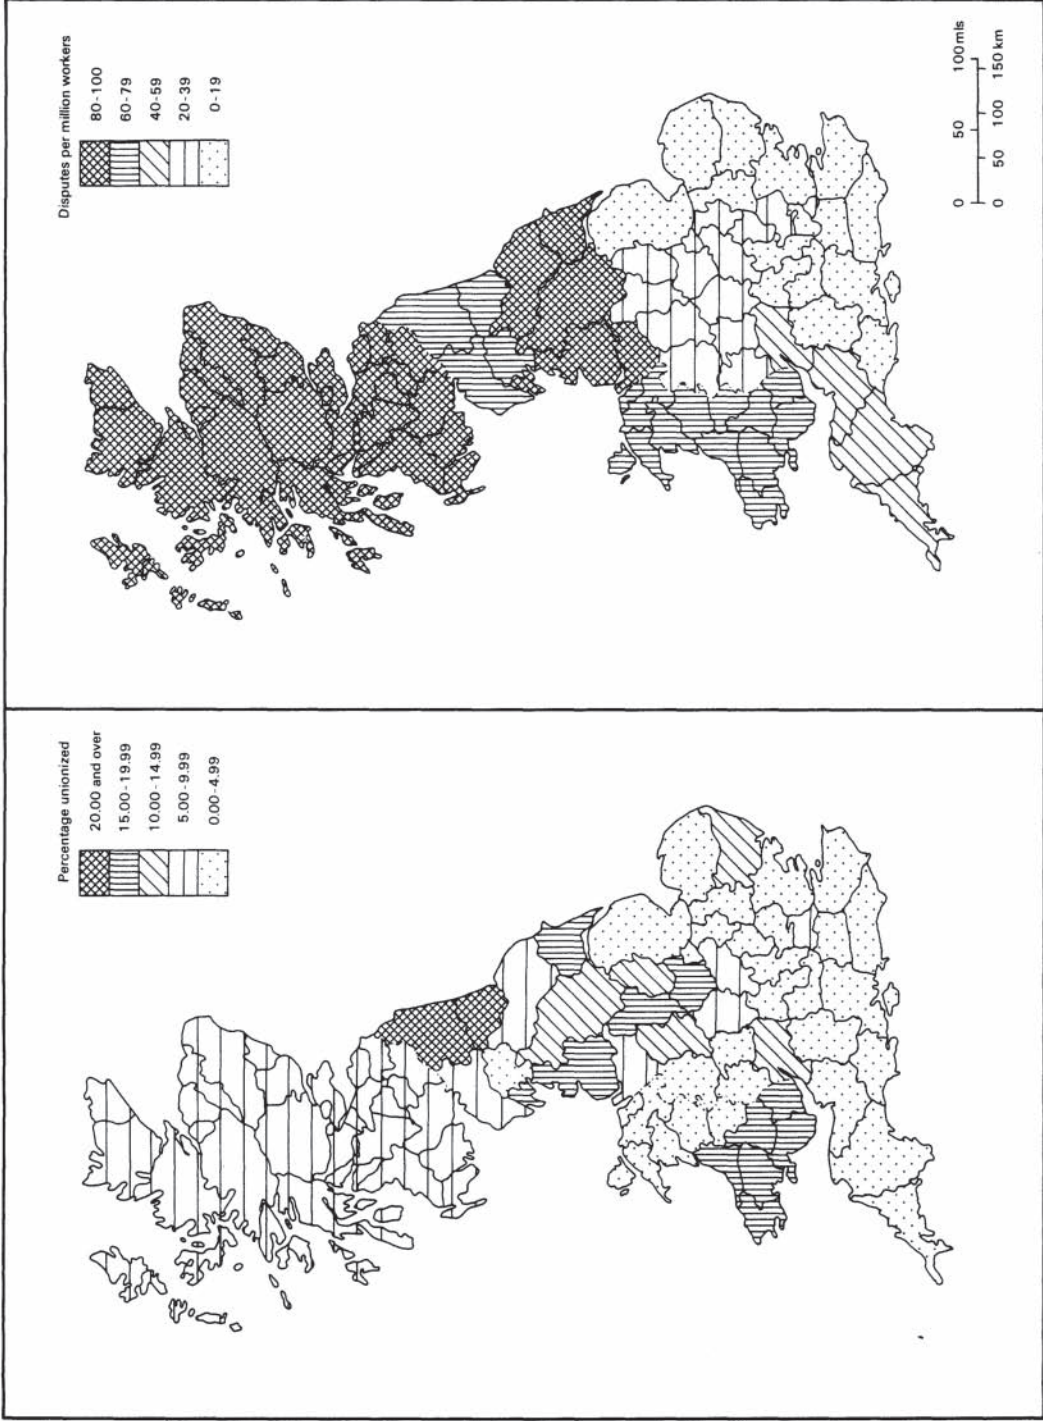 Disputes per million workers
80-100
60-79
40-59
20-39
0-19
0 50 100 mls
0 50 100 150 km
Percentage unionized
20.00 and over
15.00-19.99
10.00-14.99
5.00-9.99
0.00-4.99